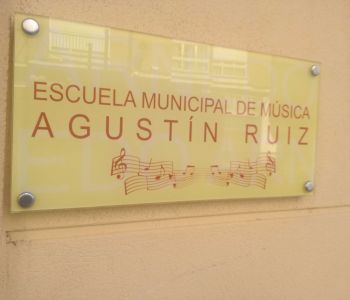 ESCUELA MUNICIPAL DE MÚSICA
AGUSTÍN RUIZ